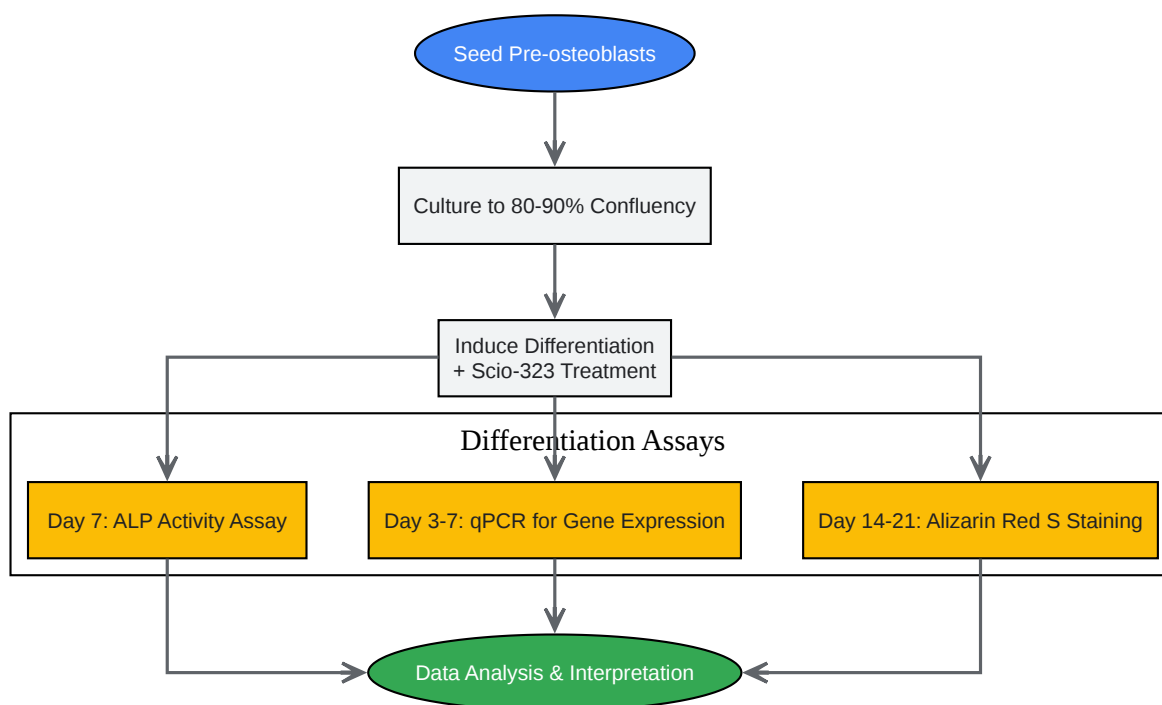 Seed Pre-osteoblasts
Culture to 80-90% Confluency
Induce Differentiation
+ Scio-323 Treatment
Differentiation Assays
Day 7: ALP Activity Assay
Day 3-7: qPCR for Gene Expression
Day 14-21: Alizarin Red S Staining
Data Analysis & Interpretation